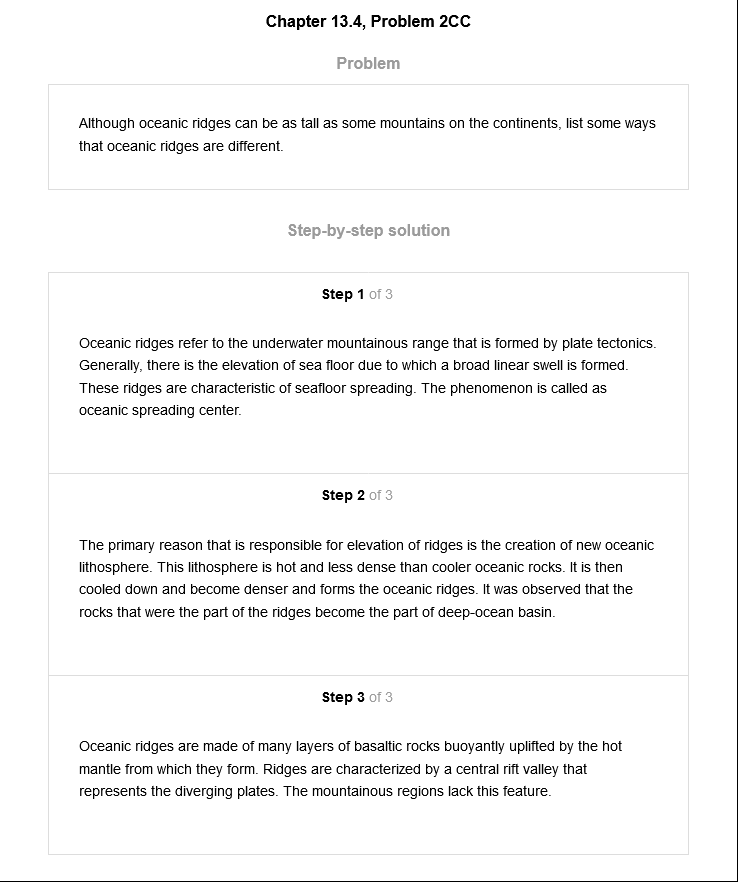 Chapter 13.4, Problem 2CC
Problem
Although oceanic ridges can be as tall as some mountains on the continents, list some ways
that oceanic ridges are different.
Step-by-step solution
Step 1 of 3
Oceanic ridges refer to the underwater mountainous range that is formed by plate tectonics.
Generally, there is the elevation of sea floor due to which a broad linear swell is formed.
These ridges are characteristic of seafloor spreading. The phenomenon is called as
oceanic spreading center.
Step 2 of 3
The primary reason that is responsible for elevation of ridges is the creation of new oceanic
lithosphere. This lithosphere is hot and less dense than cooler oceanic rocks. It is then
cooled down and become denser and forms the oceanic ridges. It was observed that the
rocks that were the part of the ridges become the part of deep-ocean basin.
Step 3 of 3
Oceanic ridges are made of many layers of basaltic rocks buoyantly uplifted by the hot
mantle from which they form. Ridges are characterized by a central rift valley that
represents the diverging plates. The mountainous regions lack this feature.